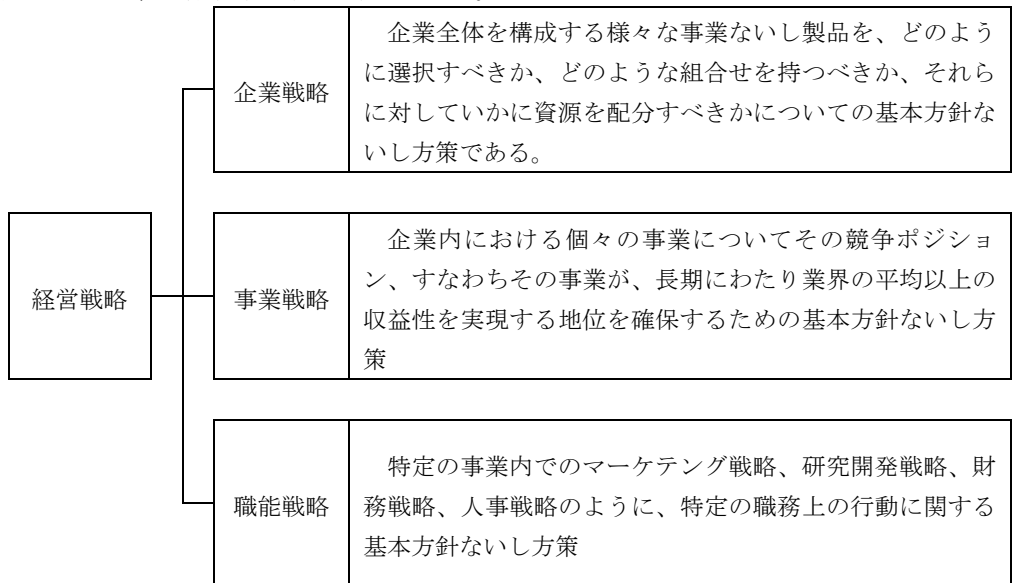 企業戦略
企業全体を構成する様々な事業ないし製品を、どのよう
に選択すべきか、どのような組合せを持つべきか、それら
に対していかに資源を配分すべきかについての基本方針な
いし方策である。
経営戦略
事業戦略
企業内における個々の事業についてその競争ポジショ
ン、すなわちその事業が、長期にわたり業界の平均以上の
収益性を実現する地位を確保するための基本方針ないし方
策
職能戦略
特定の事業内でのマーケテング戦略、研究開発戦略、財
務戦略、人事戦略のように、特定の職務上の行動に関する
基本方針ないし方策